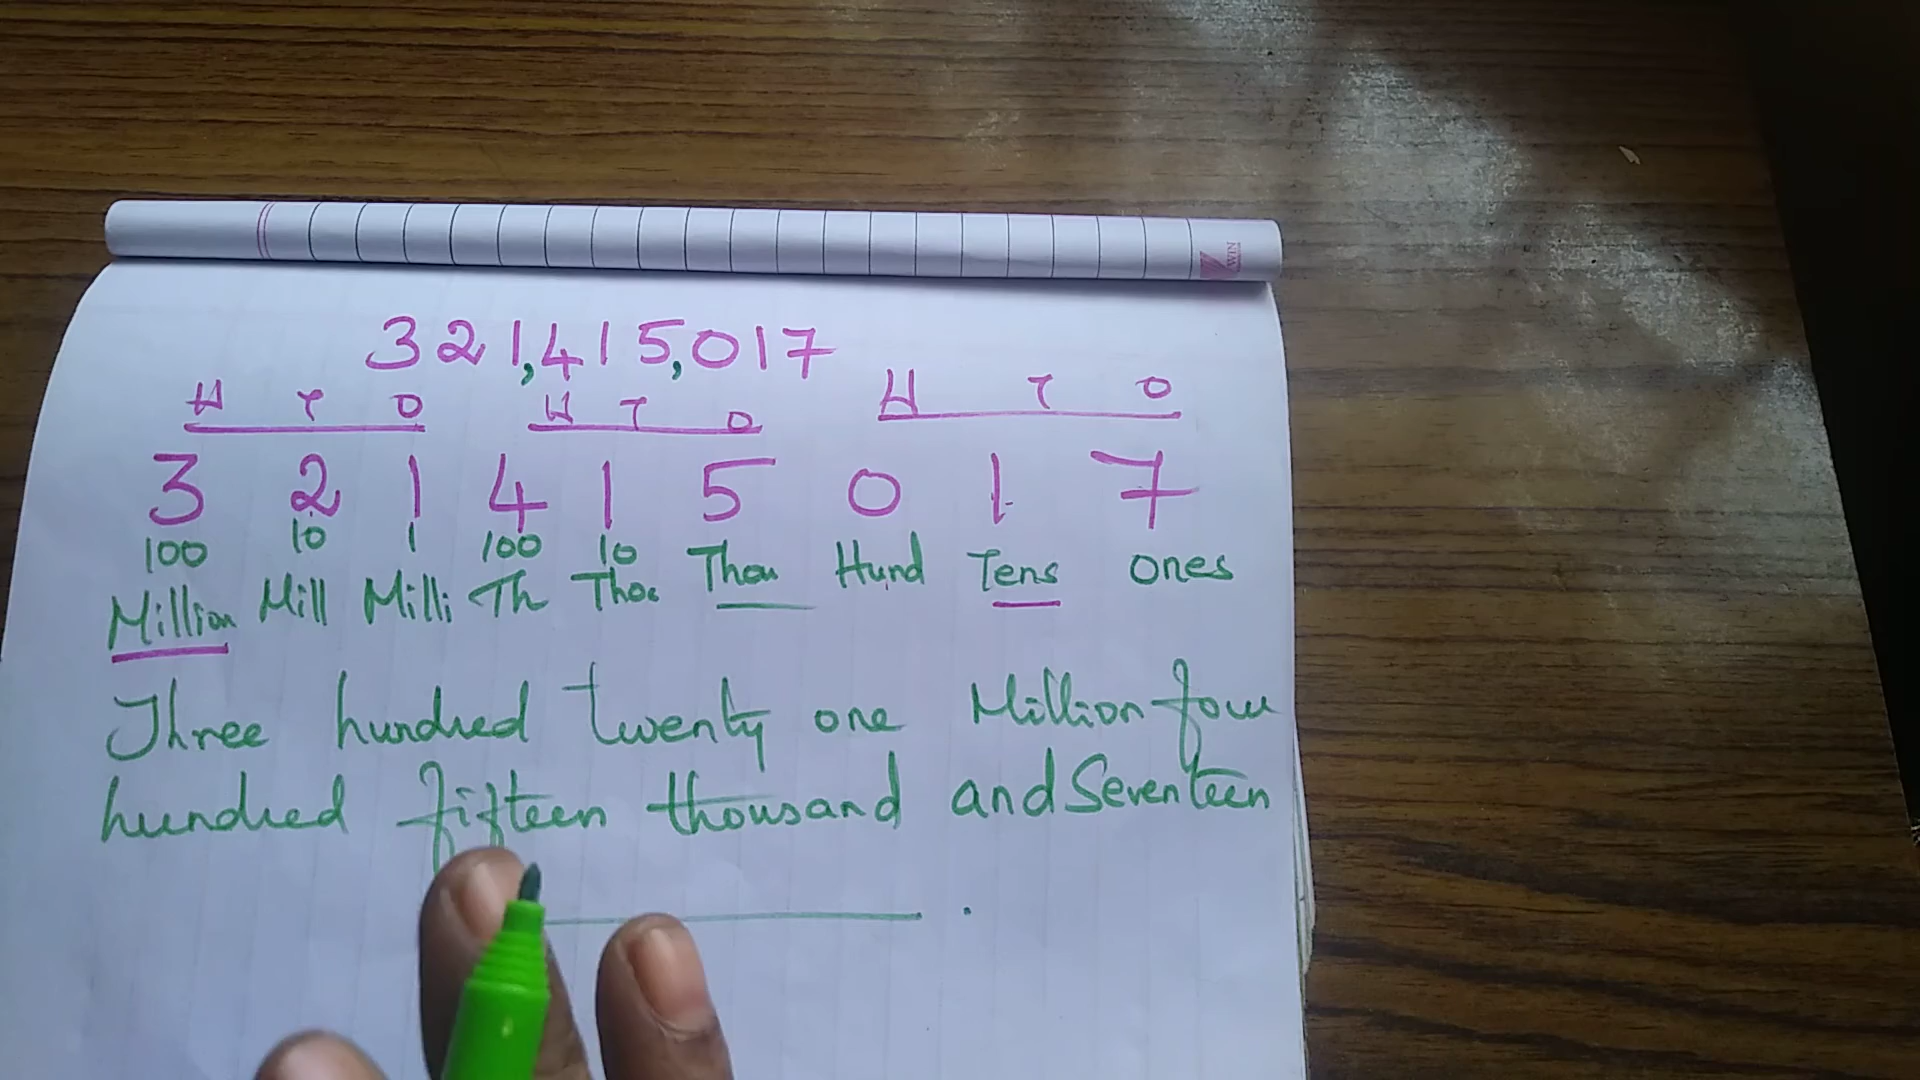 WIN
321,415,017
H T O H T O H T O
3 2 1 4 1 5 0 1 7
100 10 1 100 10 Thou Hund Tens Ones
Million Mill Milli Th Thou
Three hundred twenty one Million four
hundred fifteen thousand and Seventeen
.